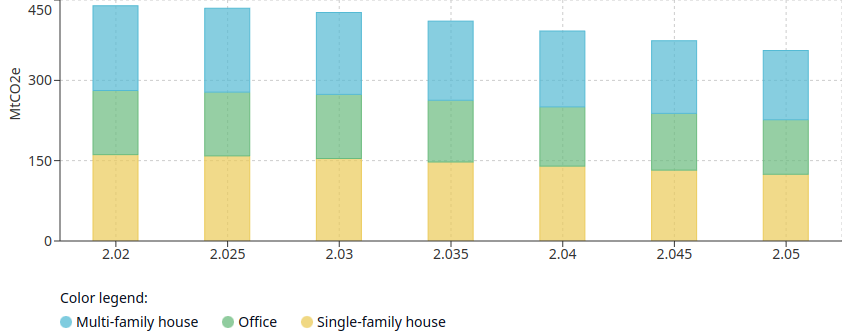 450
300
150
0
MtCO2e
2.02 2.025 2.03 2.035 2.04 2.045 2.05
Color legend:
Multi-family house Office Single-family house